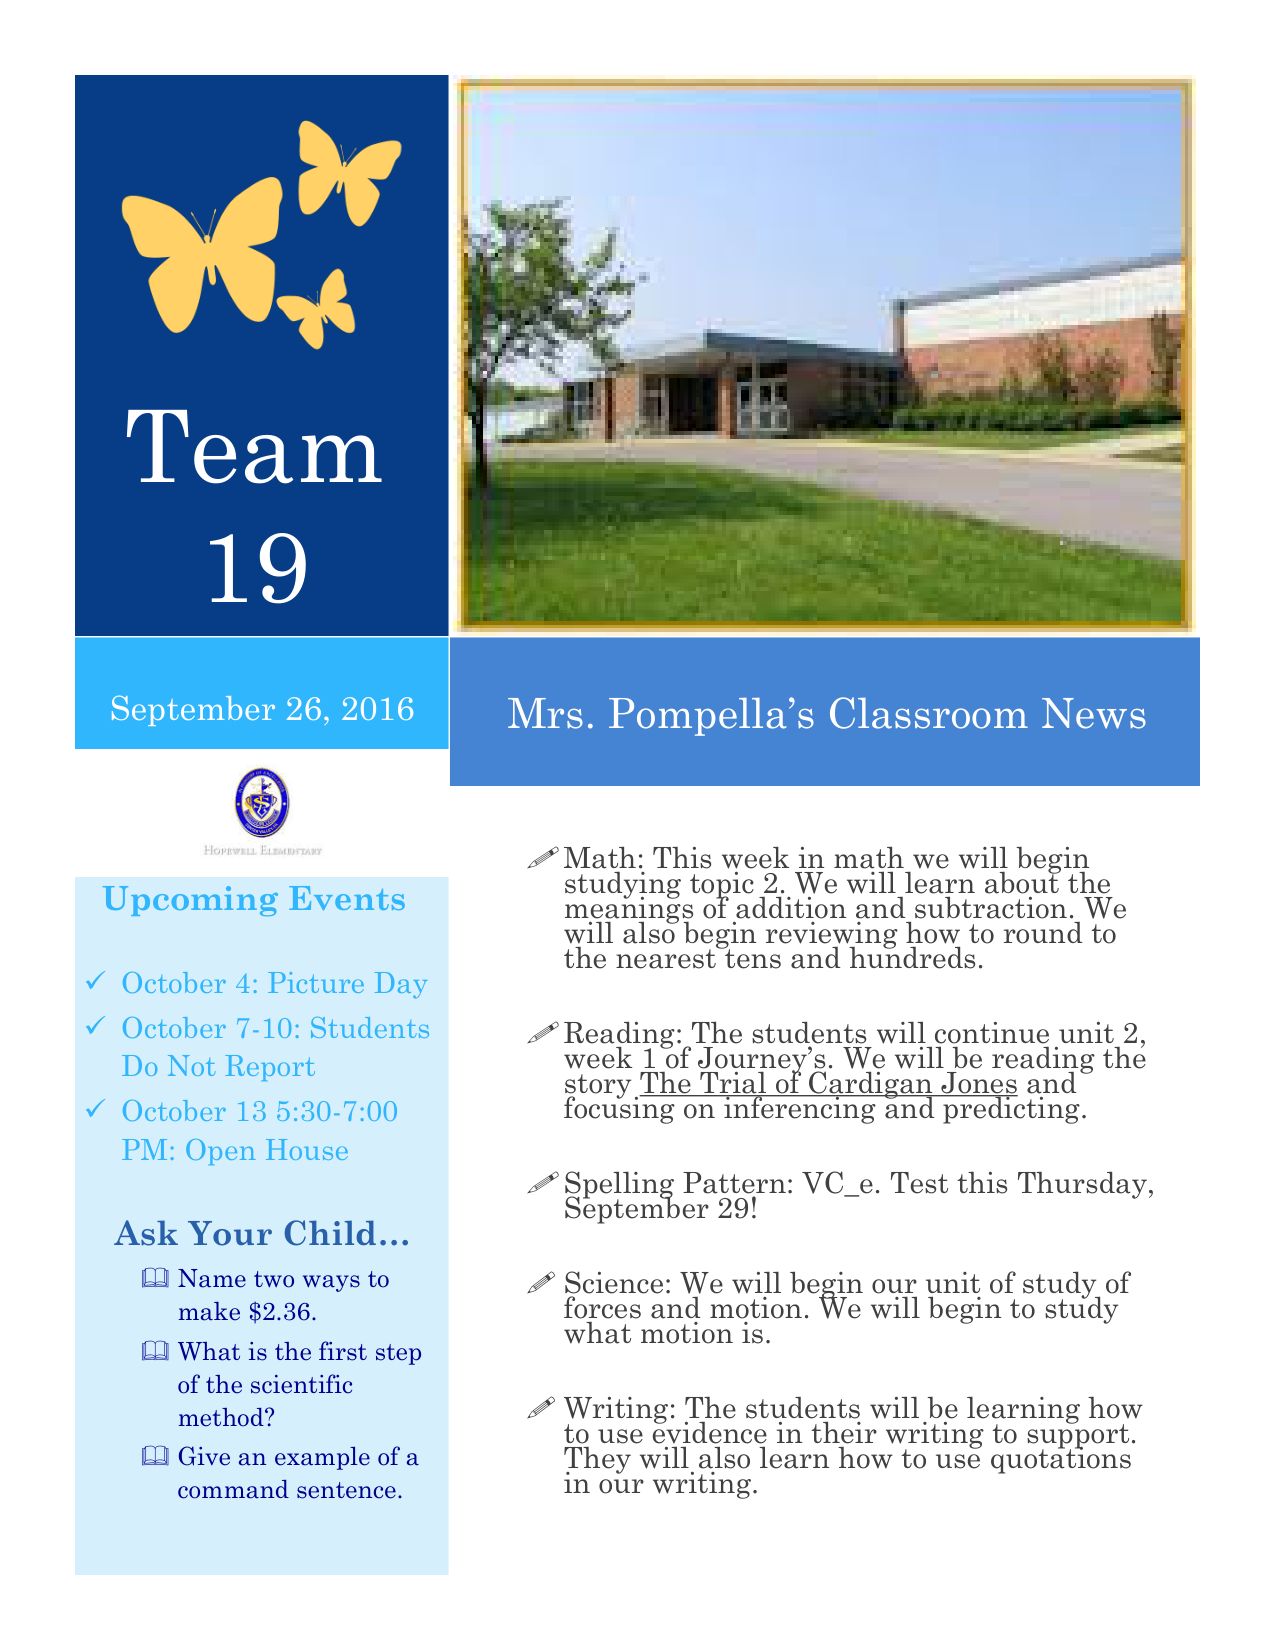 Team
19
September 26, 2016
Mrs. Pompella's Classroom News
HOPEWELL ELEMENTARY
Upcoming Events
✓ October 4: Picture Day
✓ October 7-10: Students
Do Not Report
✓ October 13 5:30-7:00
PM: Open House
Ask Your Child…
Name two ways to
make $2.36.
What is the first step
of the scientific
method?
Give an example of a
command sentence.
Math: This week in math we will begin
studying topic 2. We will learn about the
meanings of addition and subtraction. We
will also begin reviewing how to round to
the nearest tens and hundreds.
Reading: The students will continue unit 2,
week 1 of Journey's. We will be reading the
story The Trial of Cardigan Jones and
focusing on inferencing and predicting.
Spelling Pattern: VC_e. Test this Thursday,
September 29!
Science: We will begin our unit of study of
forces and motion. We will begin to study
what motion is.
Writing: The students will be learning how
to use evidence in their writing to support.
They will also learn how to use quotations
in our writing.